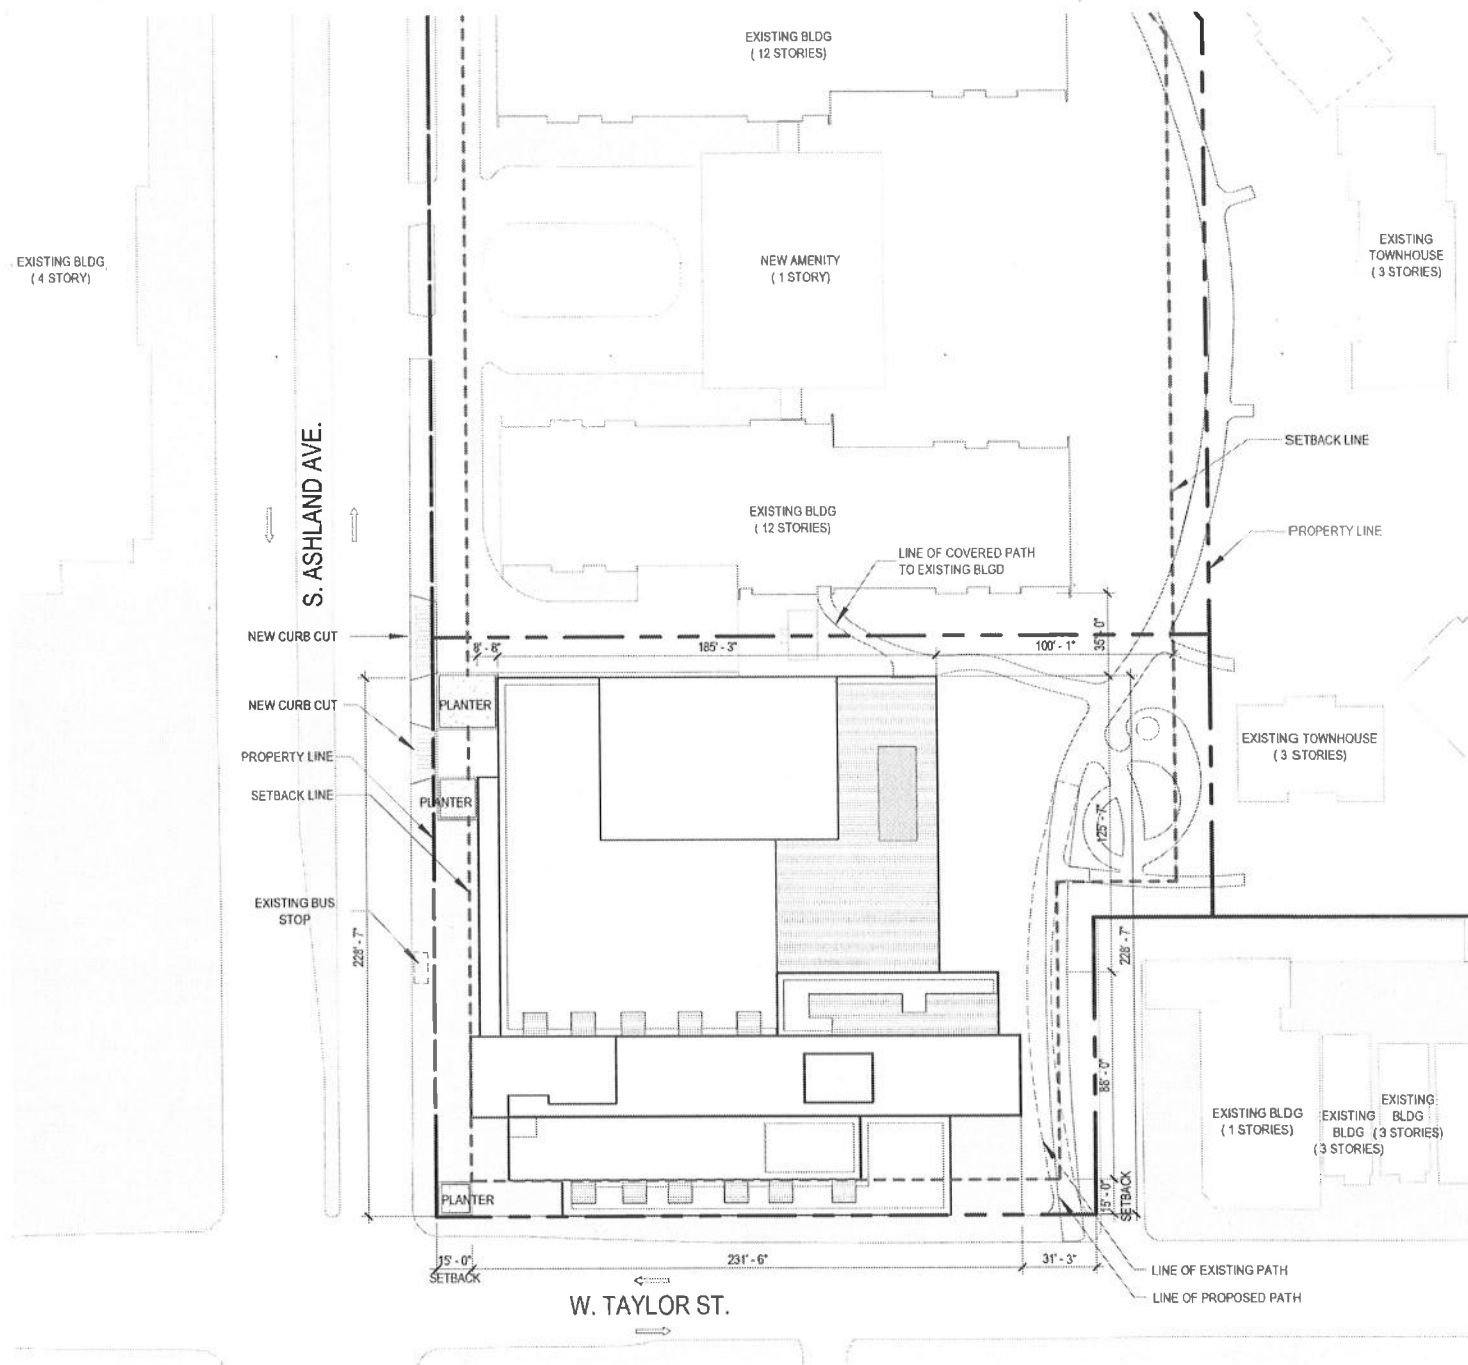 EXISTING BLDG
( 12 STORIES)
EXISTING BLDG
( 4 STORY)
NEW AMENITY
( 1 STORY)
EXISTING
TOWNHOUSE
( 3 STORIES)
S. ASHLAND AVE.
SETBACK LINE
EXISTING BLDG
( 12 STORIES)
PROPERTY LINE
LINE OF COVERED PATH
TO EXISTING BLGD
NEW CURB CUT
8' - 8"
185' - 3"
100' - 1"
35' - 0"
NEW CURB CUT
PLANTER
PROPERTY LINE
EXISTING TOWNHOUSE
( 3 STORIES)
SETBACK LINE
PLANTER
125' - 7"
EXISTING BUS
STOP
228' - 7"
228' - 7"
88' - 0"
EXISTING BLDG
( 1 STORIES)
EXISTING
BLDG
( 3 STORIES)
EXISTING
BLDG
( 3 STORIES)
PLANTER
15' - 0"
SETBACK
15' - 0"
SETBACK
231' - 6"
31' - 3"
LINE OF EXISTING PATH
LINE OF PROPOSED PATH
W. TAYLOR ST.